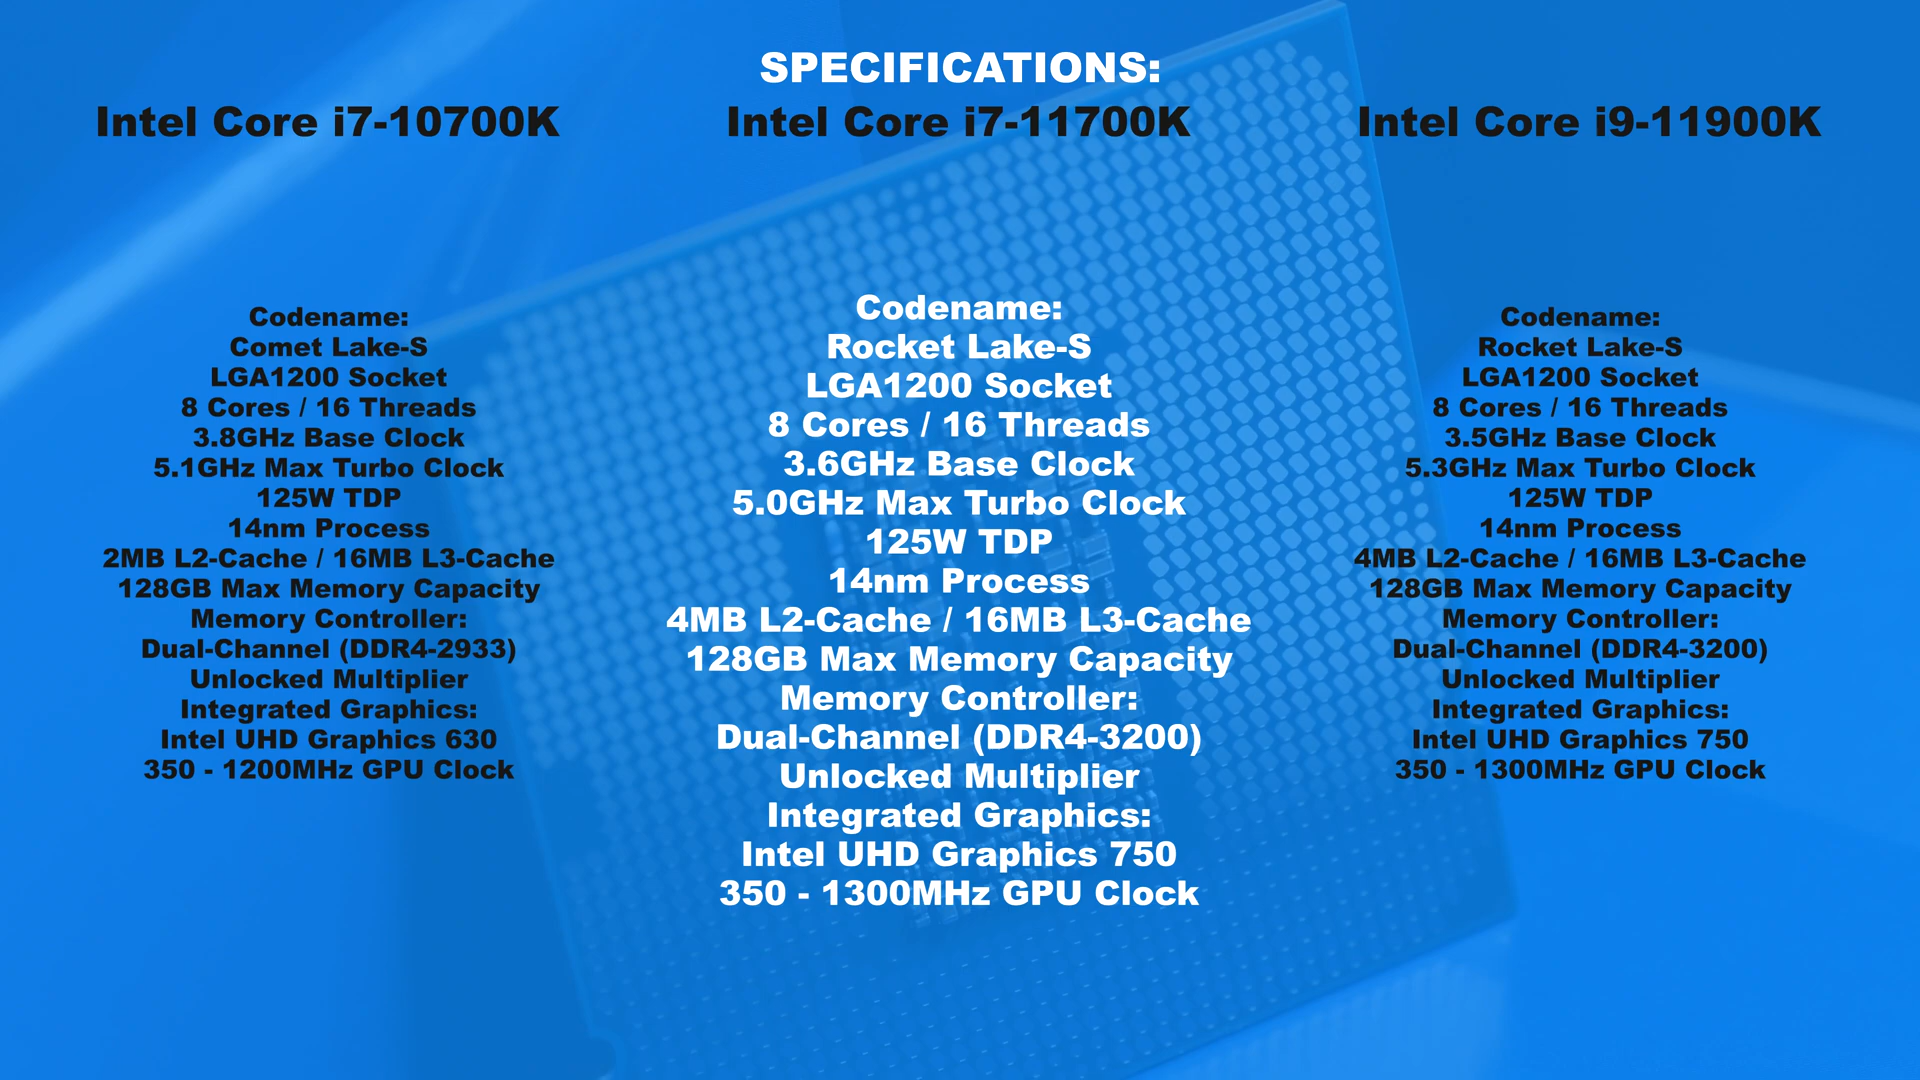 SPECIFICATIONS:
Intel Core i7-10700K
Codename:
Comet Lake-S
LGA1200 Socket
8 Cores / 16 Threads
3.8GHz Base Clock
5.1GHz Max Turbo Clock
125W TDP
14nm Process
2MB L2-Cache / 16MB L3-Cache
128GB Max Memory Capacity
Memory Controller:
Dual-Channel (DDR4-2933)
Unlocked Multiplier
Integrated Graphics:
Intel UHD Graphics 630
350 - 1200MHz GPU Clock
Intel Core i7-11700K
Codename:
Rocket Lake-S
LGA1200 Socket
8 Cores / 16 Threads
3.6GHz Base Clock
5.0GHz Max Turbo Clock
125W TDP
14nm Process
4MB L2-Cache / 16MB L3-Cache
128GB Max Memory Capacity
Memory Controller:
Dual-Channel (DDR4-3200)
Unlocked Multiplier
Integrated Graphics:
Intel UHD Graphics 750
350 - 1300MHz GPU Clock
Intel Core i9-11900K
Codename:
Rocket Lake-S
LGA1200 Socket
8 Cores / 16 Threads
3.5GHz Base Clock
5.3GHz Max Turbo Clock
125W TDP
14nm Process
4MB L2-Cache / 16MB L3-Cache
128GB Max Memory Capacity
Memory Controller:
Dual-Channel (DDR4-3200)
Unlocked Multiplier
Integrated Graphics:
Intel UHD Graphics 750
350 - 1300MHz GPU Clock